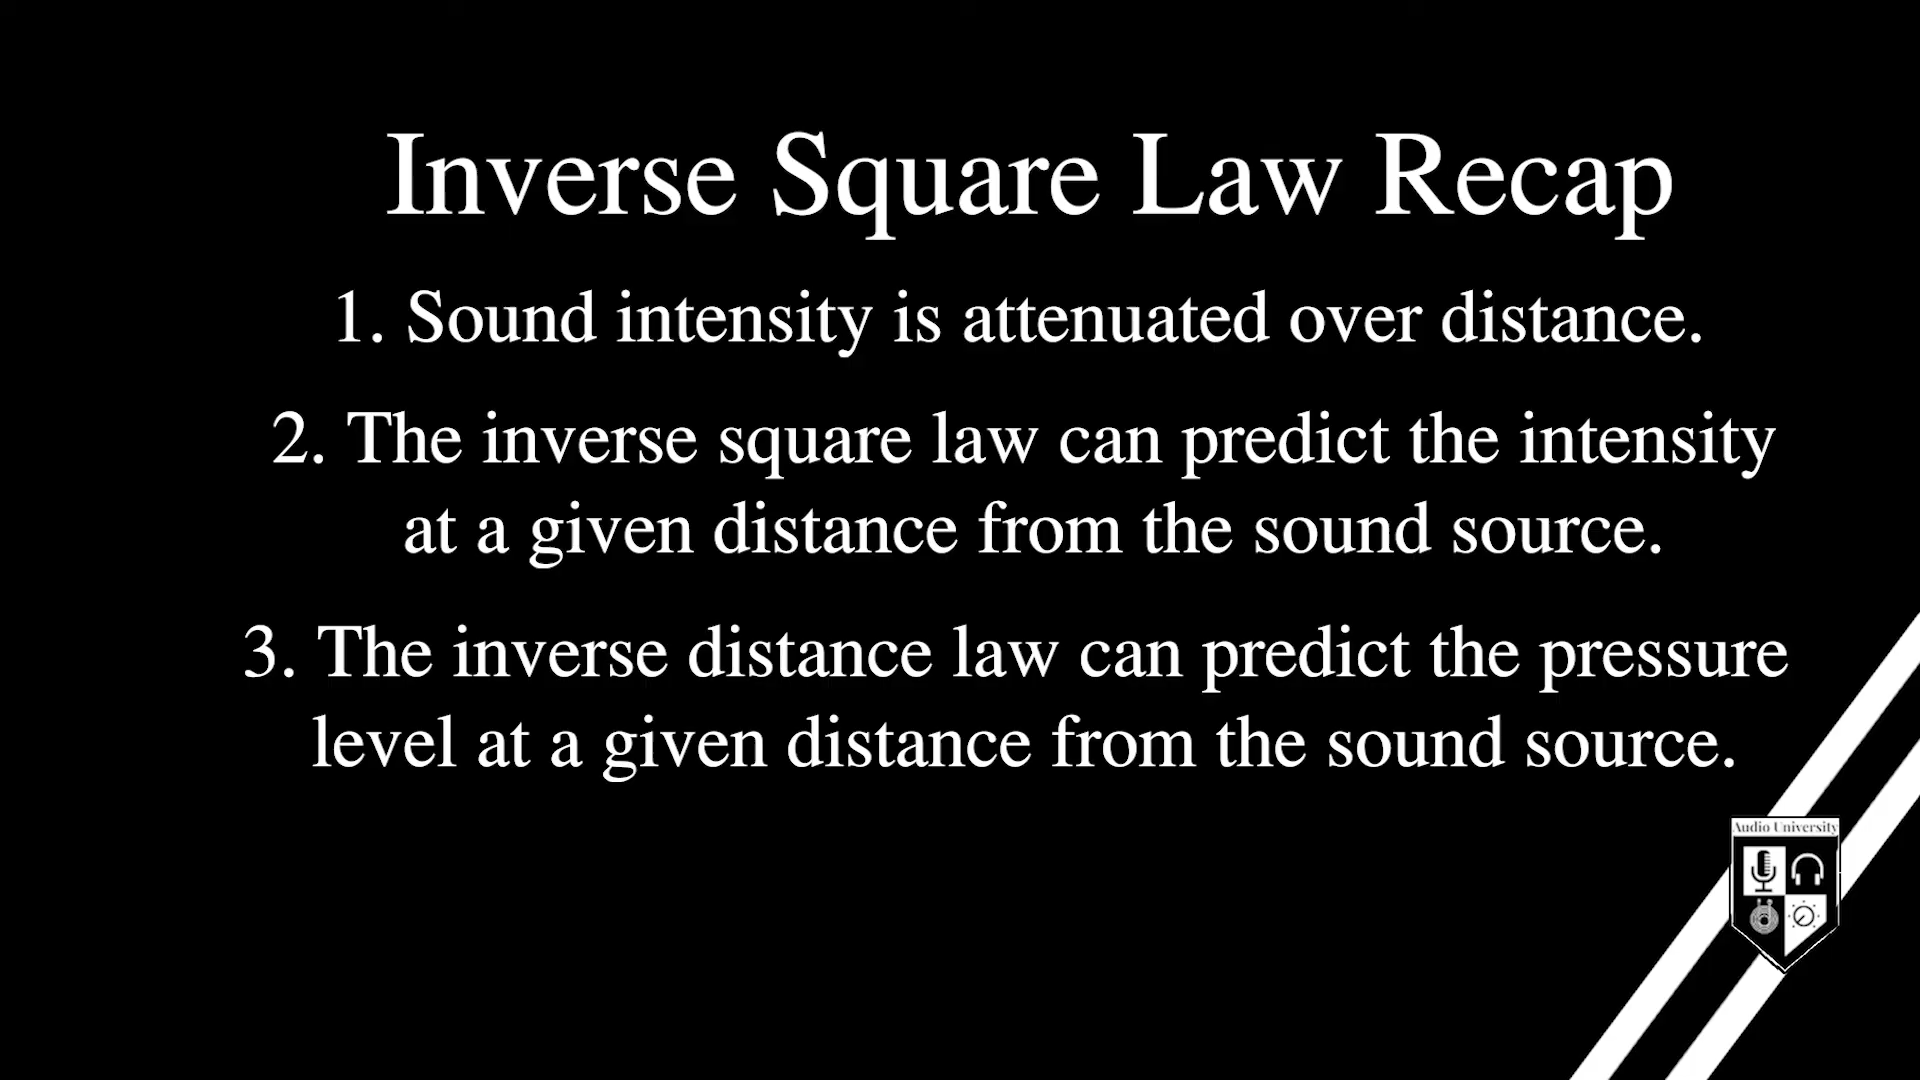 Inverse Square Law Recap
1. Sound intensity is attenuated over distance.
2. The inverse square law can predict the intensity
at a given distance from the sound source.
3. The inverse distance law can predict the pressure
level at a given distance from the sound source.
Audio University